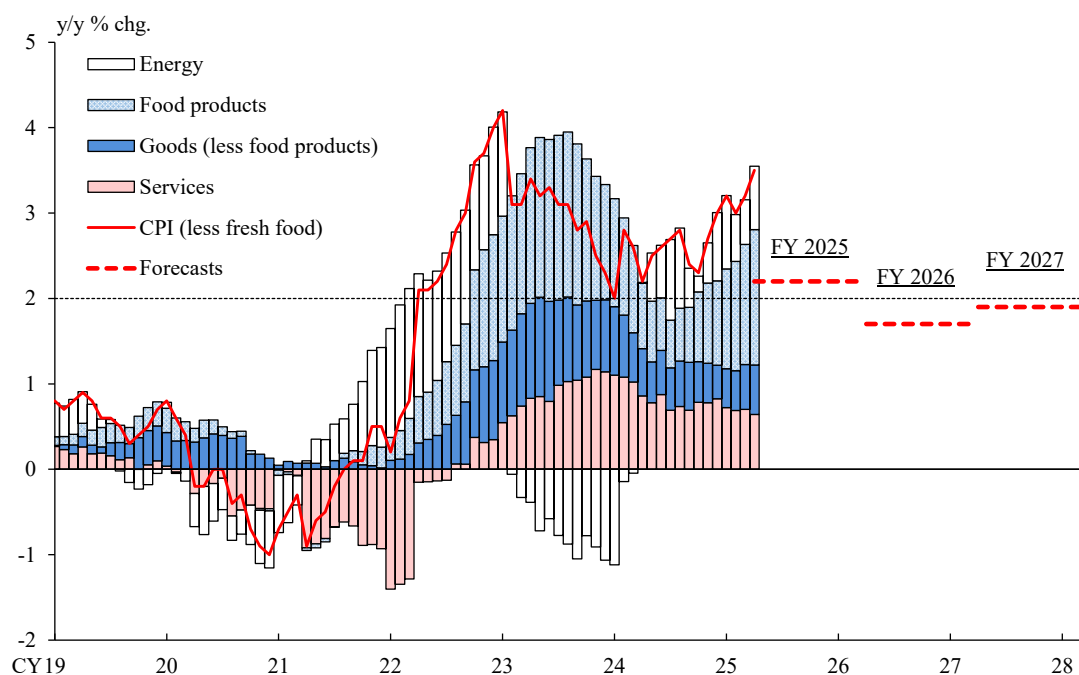 y/y % chg.
5
Energy
Food products
4
Goods (less food products)
Services
3
CPI (less fresh food)
Forecasts
FY 2025
FY 2026
FY 2027
2
1
0
-1
-2
CY19 20 21 22 23 24 25 26 27 28